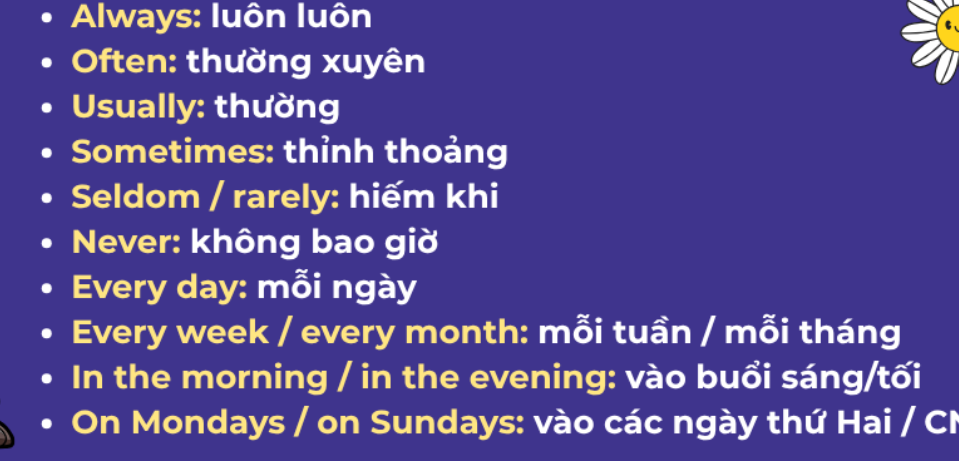 Always: luôn luôn
Often: thường xuyên
Usually: thường
Sometimes: thỉnh thoảng
Seldom / rarely: hiếm khi
Never: không bao giờ
Every day: mỗi ngày
Every week / every month: mỗi tuần / mỗi tháng
In the morning / in the evening: vào buổi sáng/tối
On Mondays / on Sundays: vào các ngày thứ Hai / CN